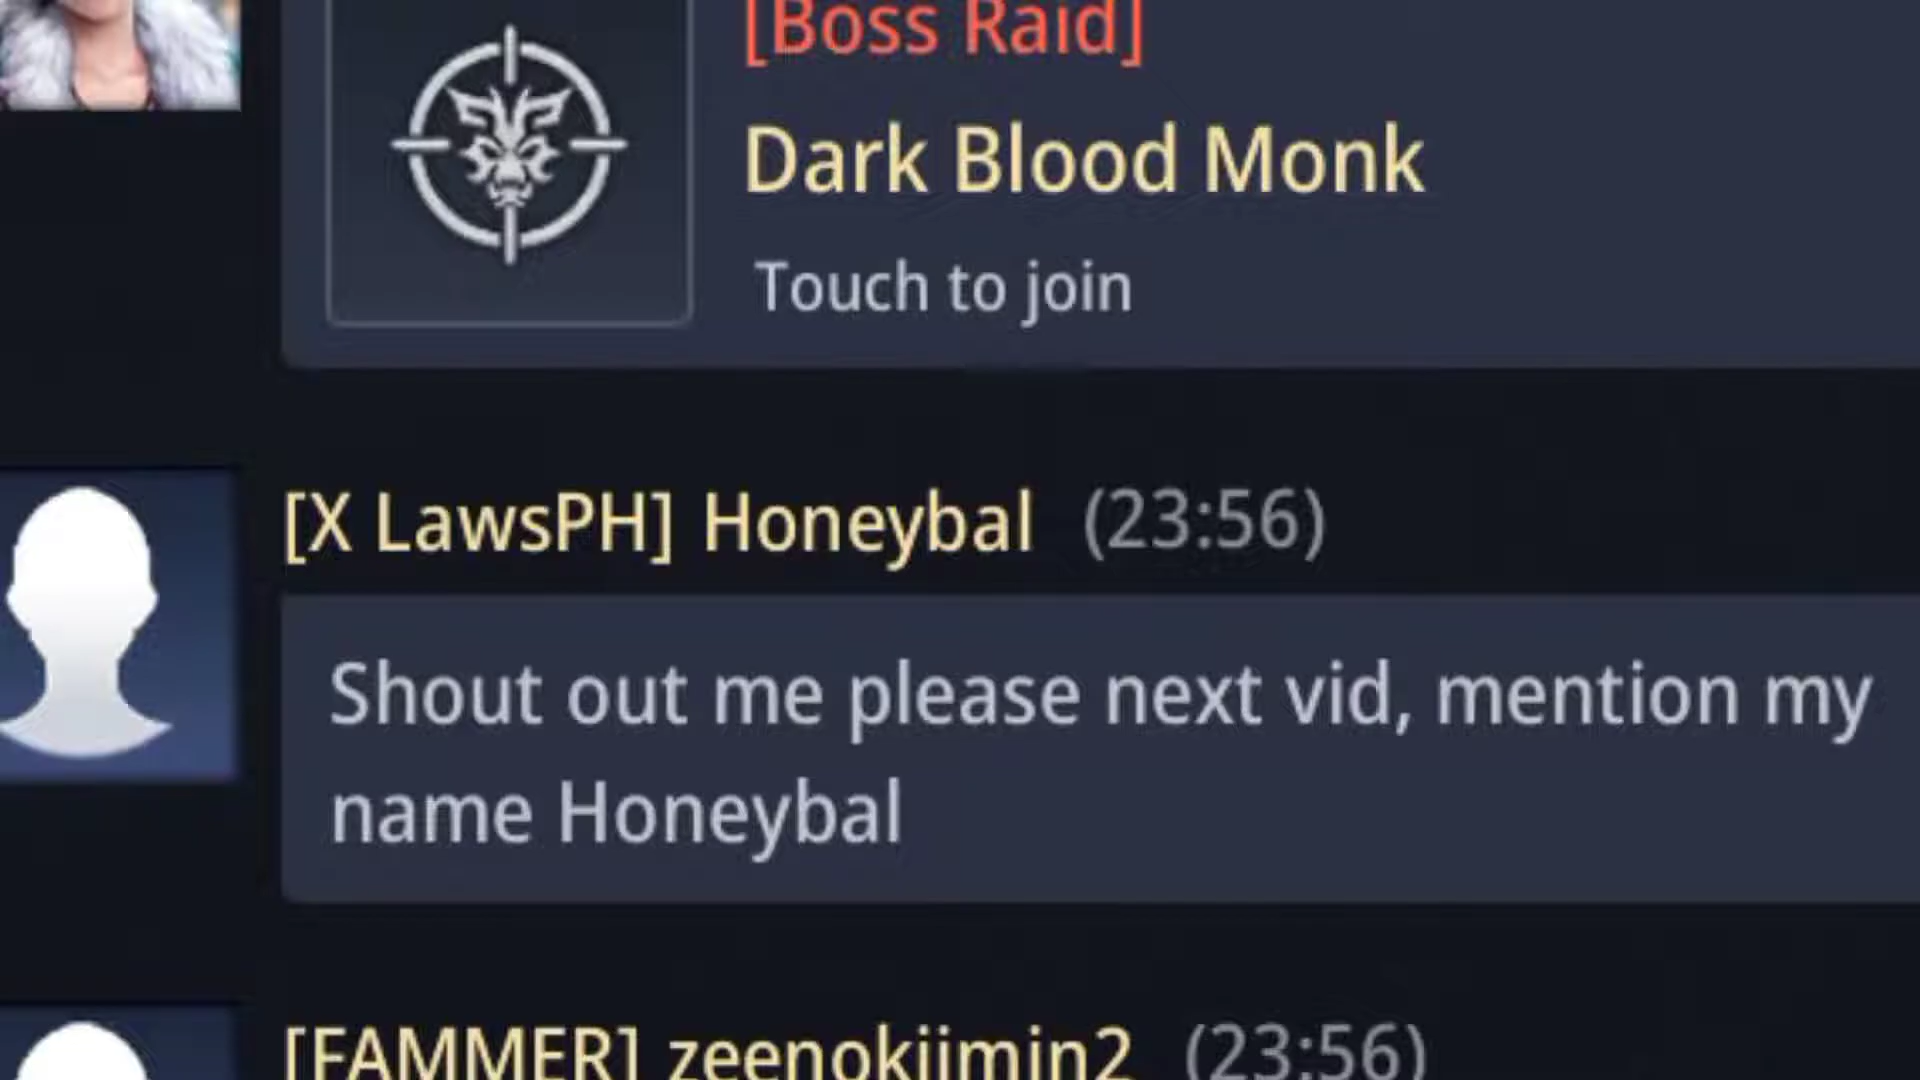 [Boss Raid]
Dark Blood Monk
Touch to join
[X LawsPH] Honeybal (23:56)
Shout out me please next vid, mention my
name Honeybal
[FAMMER] zeenokjimin2 (23:56)